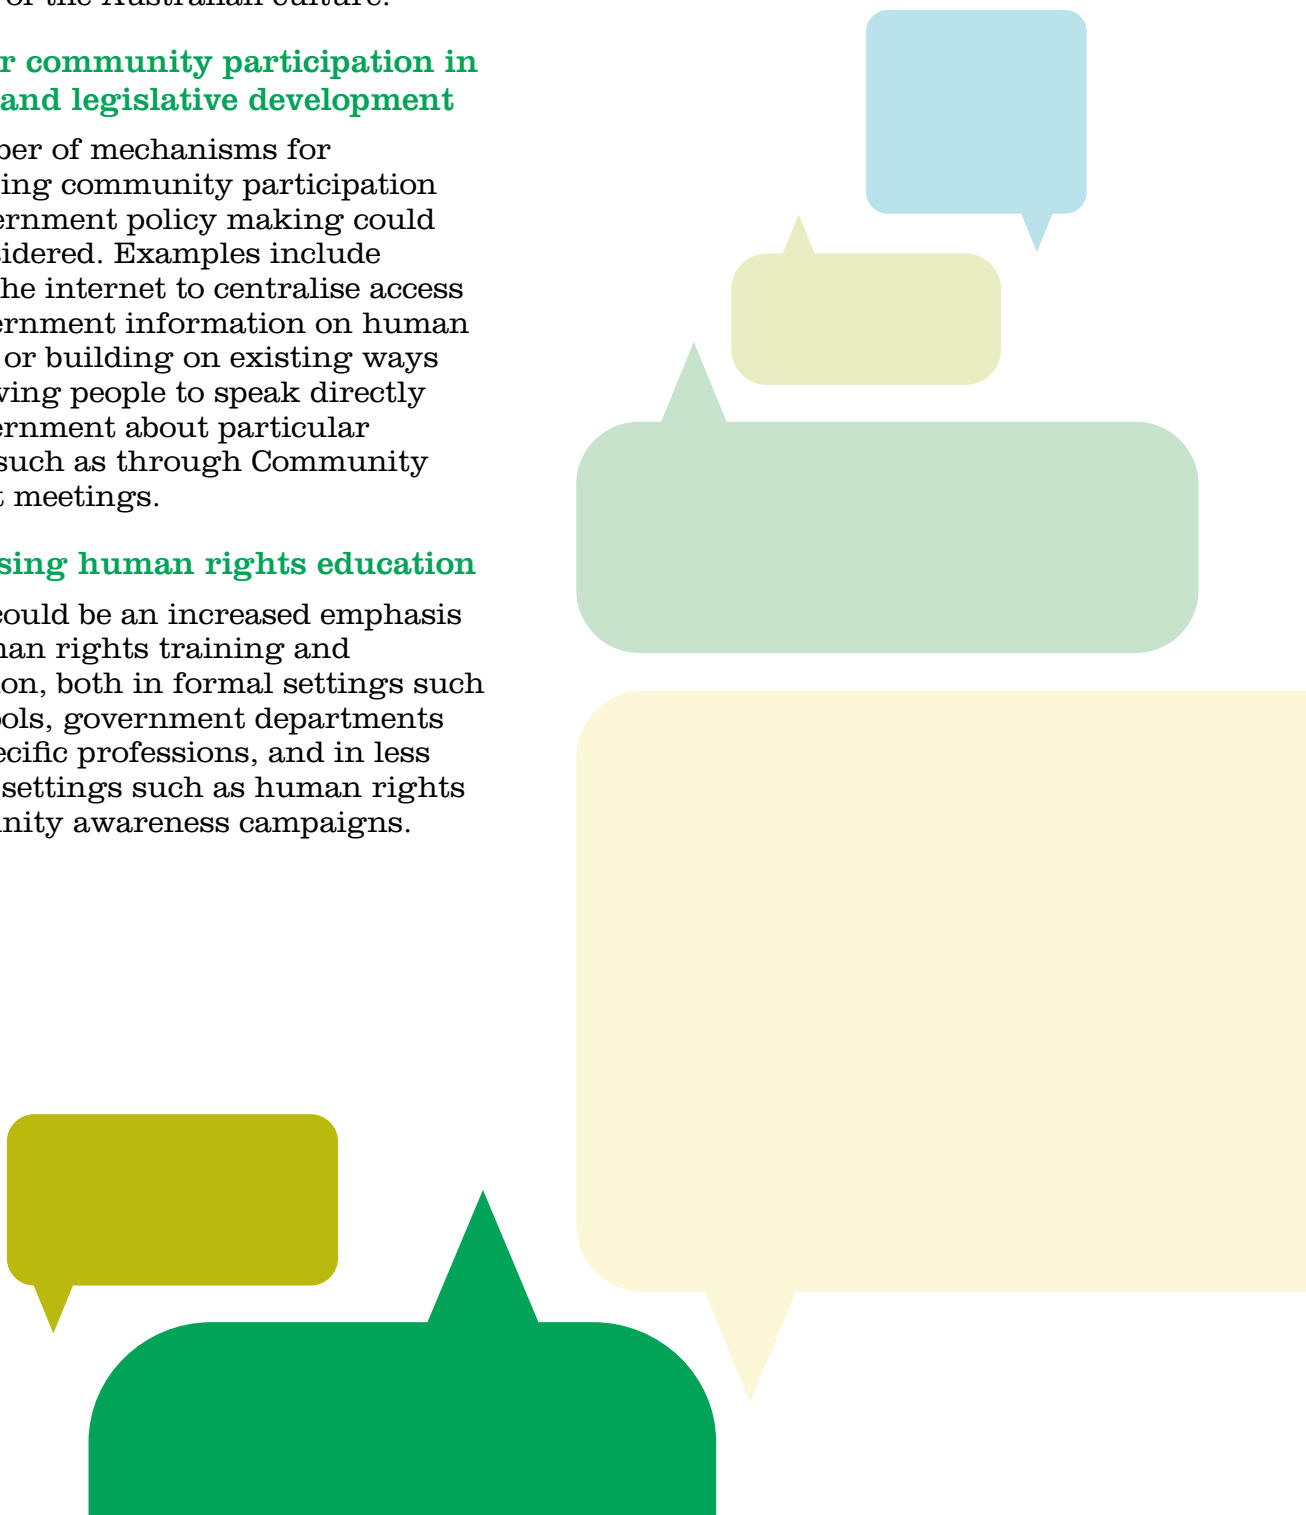 of the Australian culture.
r community participation in
and legislative development
ber of mechanisms for
ing community participation
ernment policy making could
sidered. Examples include
he internet to centralise access
ernment information on human
or building on existing ways
ving people to speak directly
ernment about particular
such as through Community
t meetings.
sing human rights education
could be an increased emphasis
man rights training and
ion, both in formal settings such
ools, government departments
ecific professions, and in less
settings such as human rights
unity awareness campaigns.